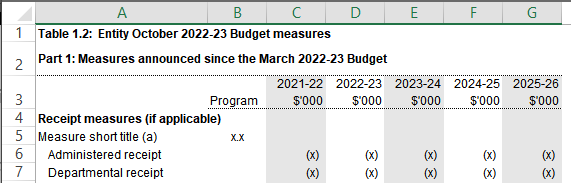 A B C D E F G
1 Table 1.2: Entity October 2022-23 Budget measures
2 Part 1: Measures announced since the March 2022-23 Budget
2021-22 2022-23 2023-24 2024-25 2025-26
3 Program $'000 $'000 $'000 $'000 $'000
4 Receipt measures (if applicable)
5 Measure short title (a) x.x
6 Administered receipt (x) (x) (x) (x) (x)
7 Departmental receipt (x) (x) (x) (x) (x)